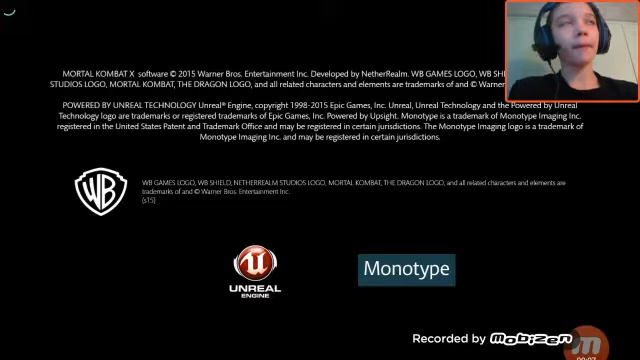 MORTAL KOMBAT X software © 2015 Warner Bros. Entertainment Inc. Developed by NetherRealm. WB GAMES LOGO, WB SHIELD,
STUDIOS LOGO, MORTAL KOMBAT, THE DRAGON LOGO, and all related characters and elements are trademarks of and © Warner
POWERED BY UNREAL TECHNOLOGY Unreal® Engine, copyright 1998-2015 Epic Games, Inc. Unreal, Unreal Technology and the Powered by Unreal
Technology logo are trademarks or registered trademarks of Epic Games, Inc. Powered by Upsight. Monotype is a trademark of Monotype Imaging Inc.
registered in the United States Patent and Trademark Office and may be registered in certain jurisdictions. The Monotype Imaging logo is a trademark of
Monotype Imaging Inc. and may be registered in certain jurisdictions.
WB
WB GAMES LOGO, WB SHIELD, NETHERREALM STUDIOS LOGO, MORTAL KOMBAT, THE DRAGON LOGO, and all related characters and elements are
trademarks of and © Warner Bros. Entertainment Inc.
(s15)
UNREAL
ENGINE
Monotype
Recorded by Mobizen
00:07